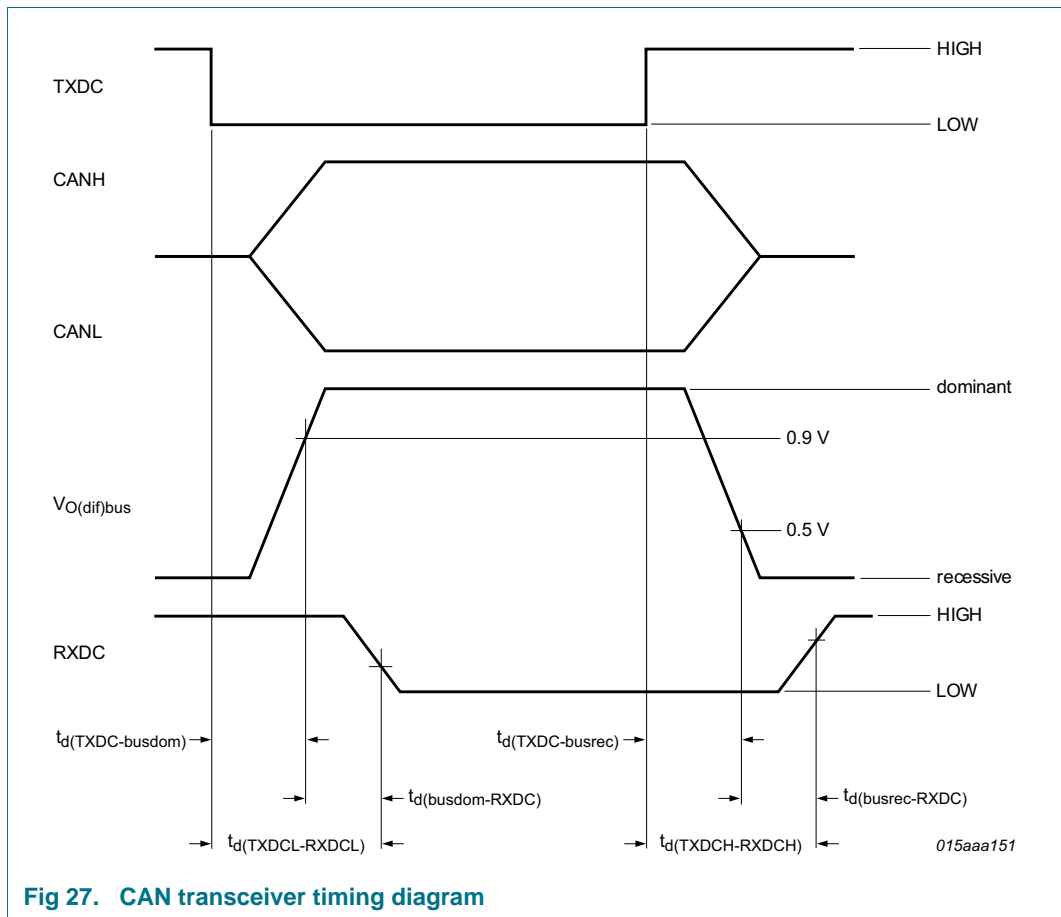 HIGH
TXDC
LOW
CANH
CANL
dominant
0.9 V
VO(dif)bus
0.5 V
recessive
HIGH
RXDC
LOW
td(TXDC-busdom)
td(TXDC-busrec)
td(busdom-RXDC)
td(busrec-RXDC)
td(TXDCL-RXDCL)
td(TXDCH-RXDCH)
015aaa151
Fig 27. CAN transceiver timing diagram